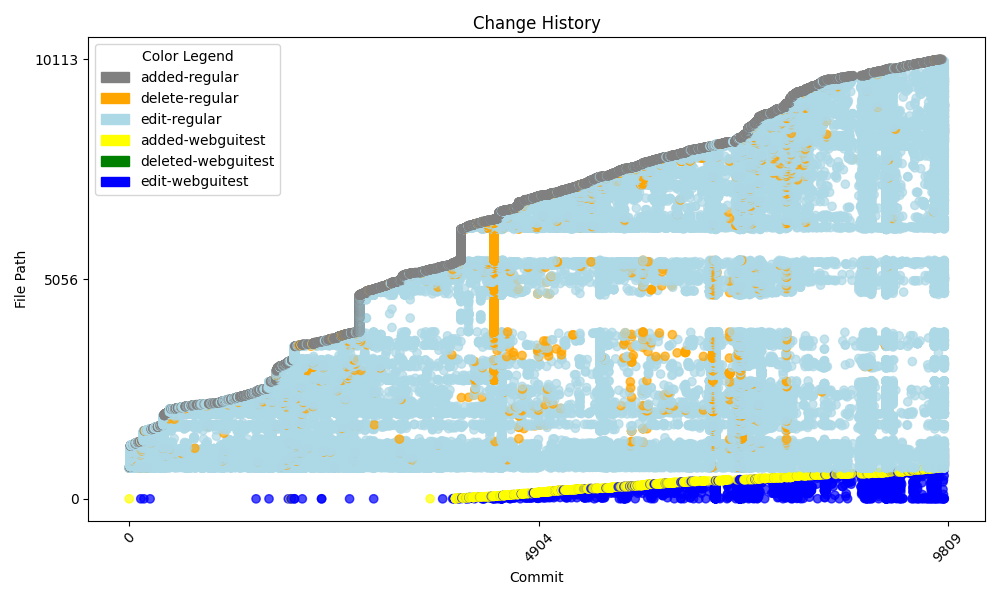 Change History
Color Legend
added-regular
delete-regular
edit-regular
added-webguitest
deleted-webguitest
edit-webguitest
10113
5056
0
File Path
0
4904
9809
Commit